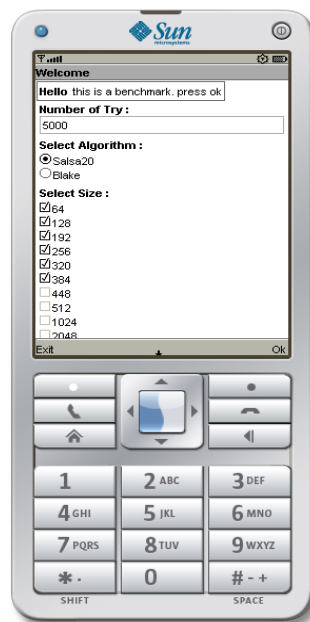 Sun
microsystems
Welcome
Hello this is a benchmark. press ok
Number of Try :
5000
Select Algorithm :
Salsa20
Blake
Select Size :
64
128
192
256
320
384
448
512
1024
2048
Exit Ok
1 2 ABC 3 DEF
4 GHI 5 JKL 6 MNO
7 PQRS 8 TUV 9 WXYZ
* . 0 # - +
SHIFT SPACE